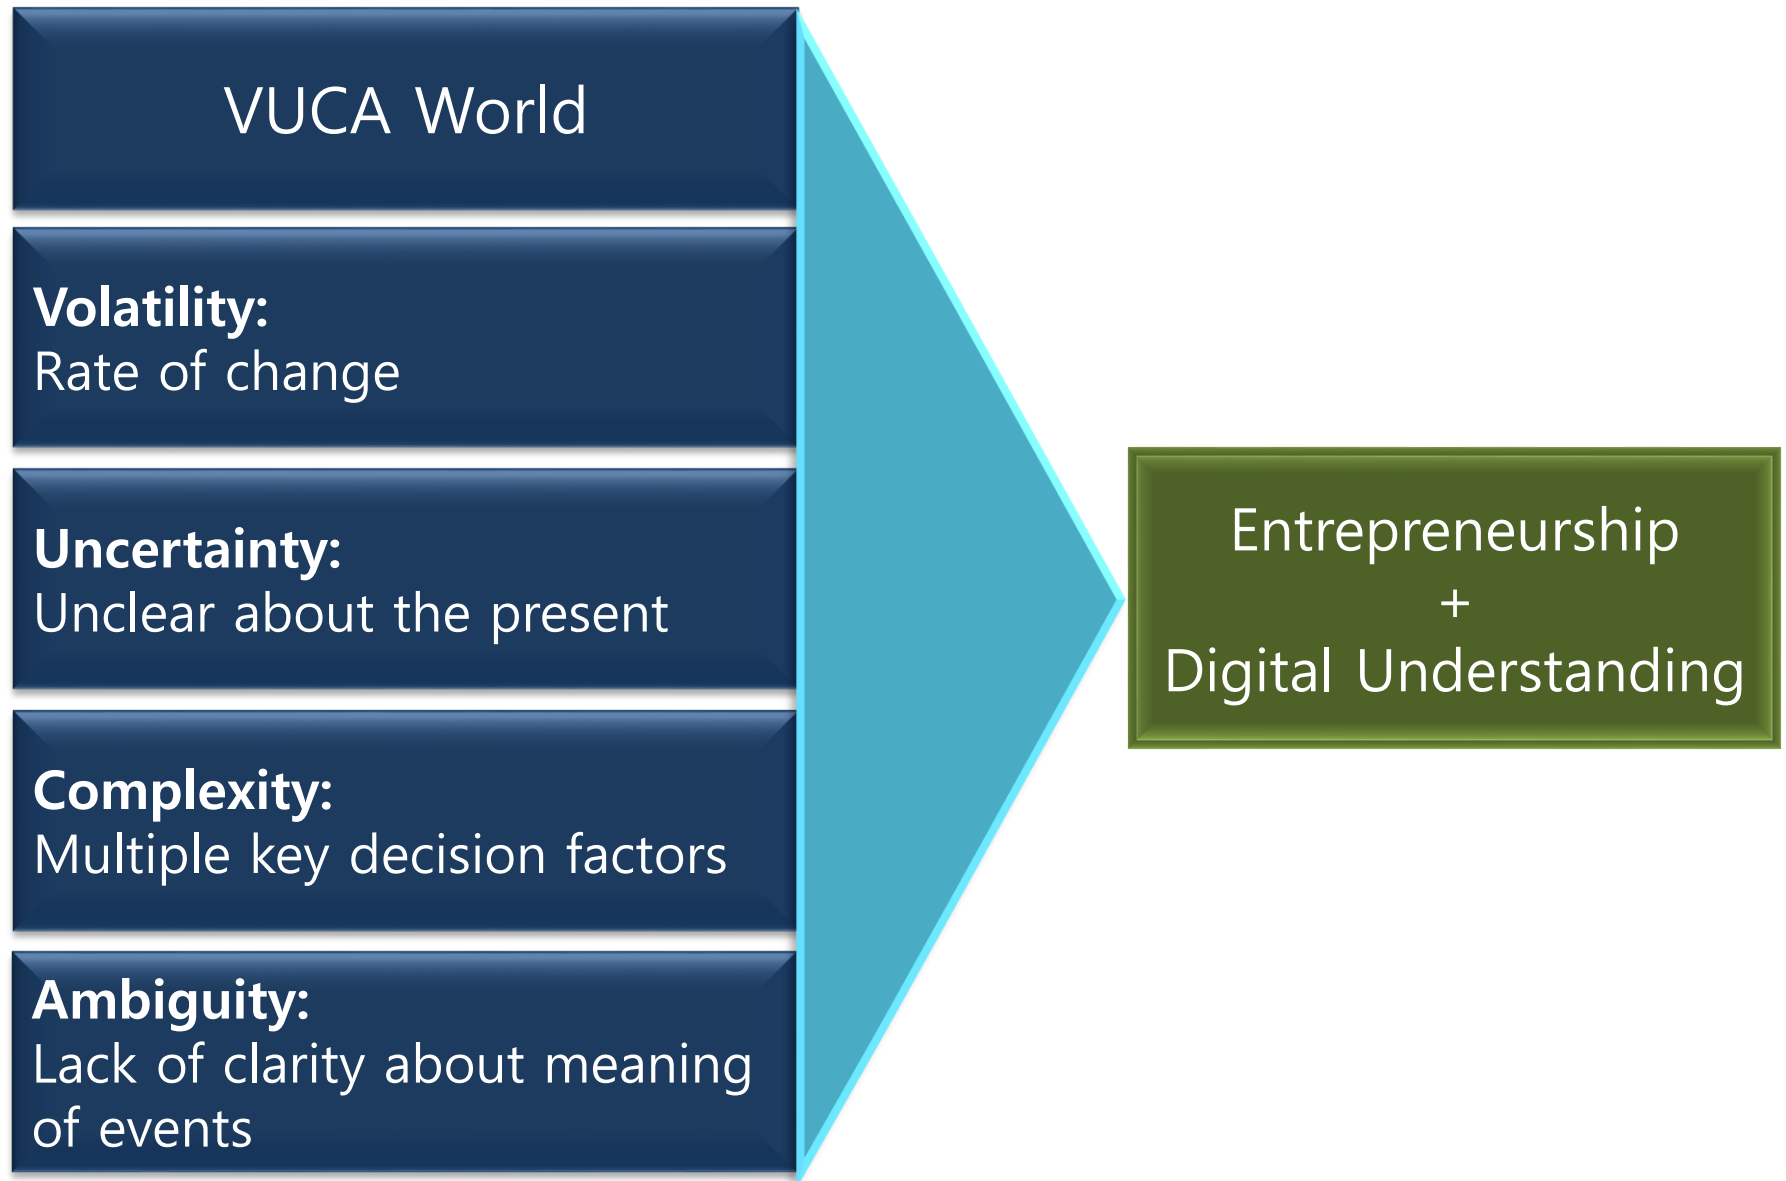 VUCA World
Volatility:
Rate of change
Uncertainty:
Unclear about the present
Complexity:
Multiple key decision factors
Ambiguity:
Lack of clarity about meaning
of events
Entrepreneurship
+
Digital Understanding